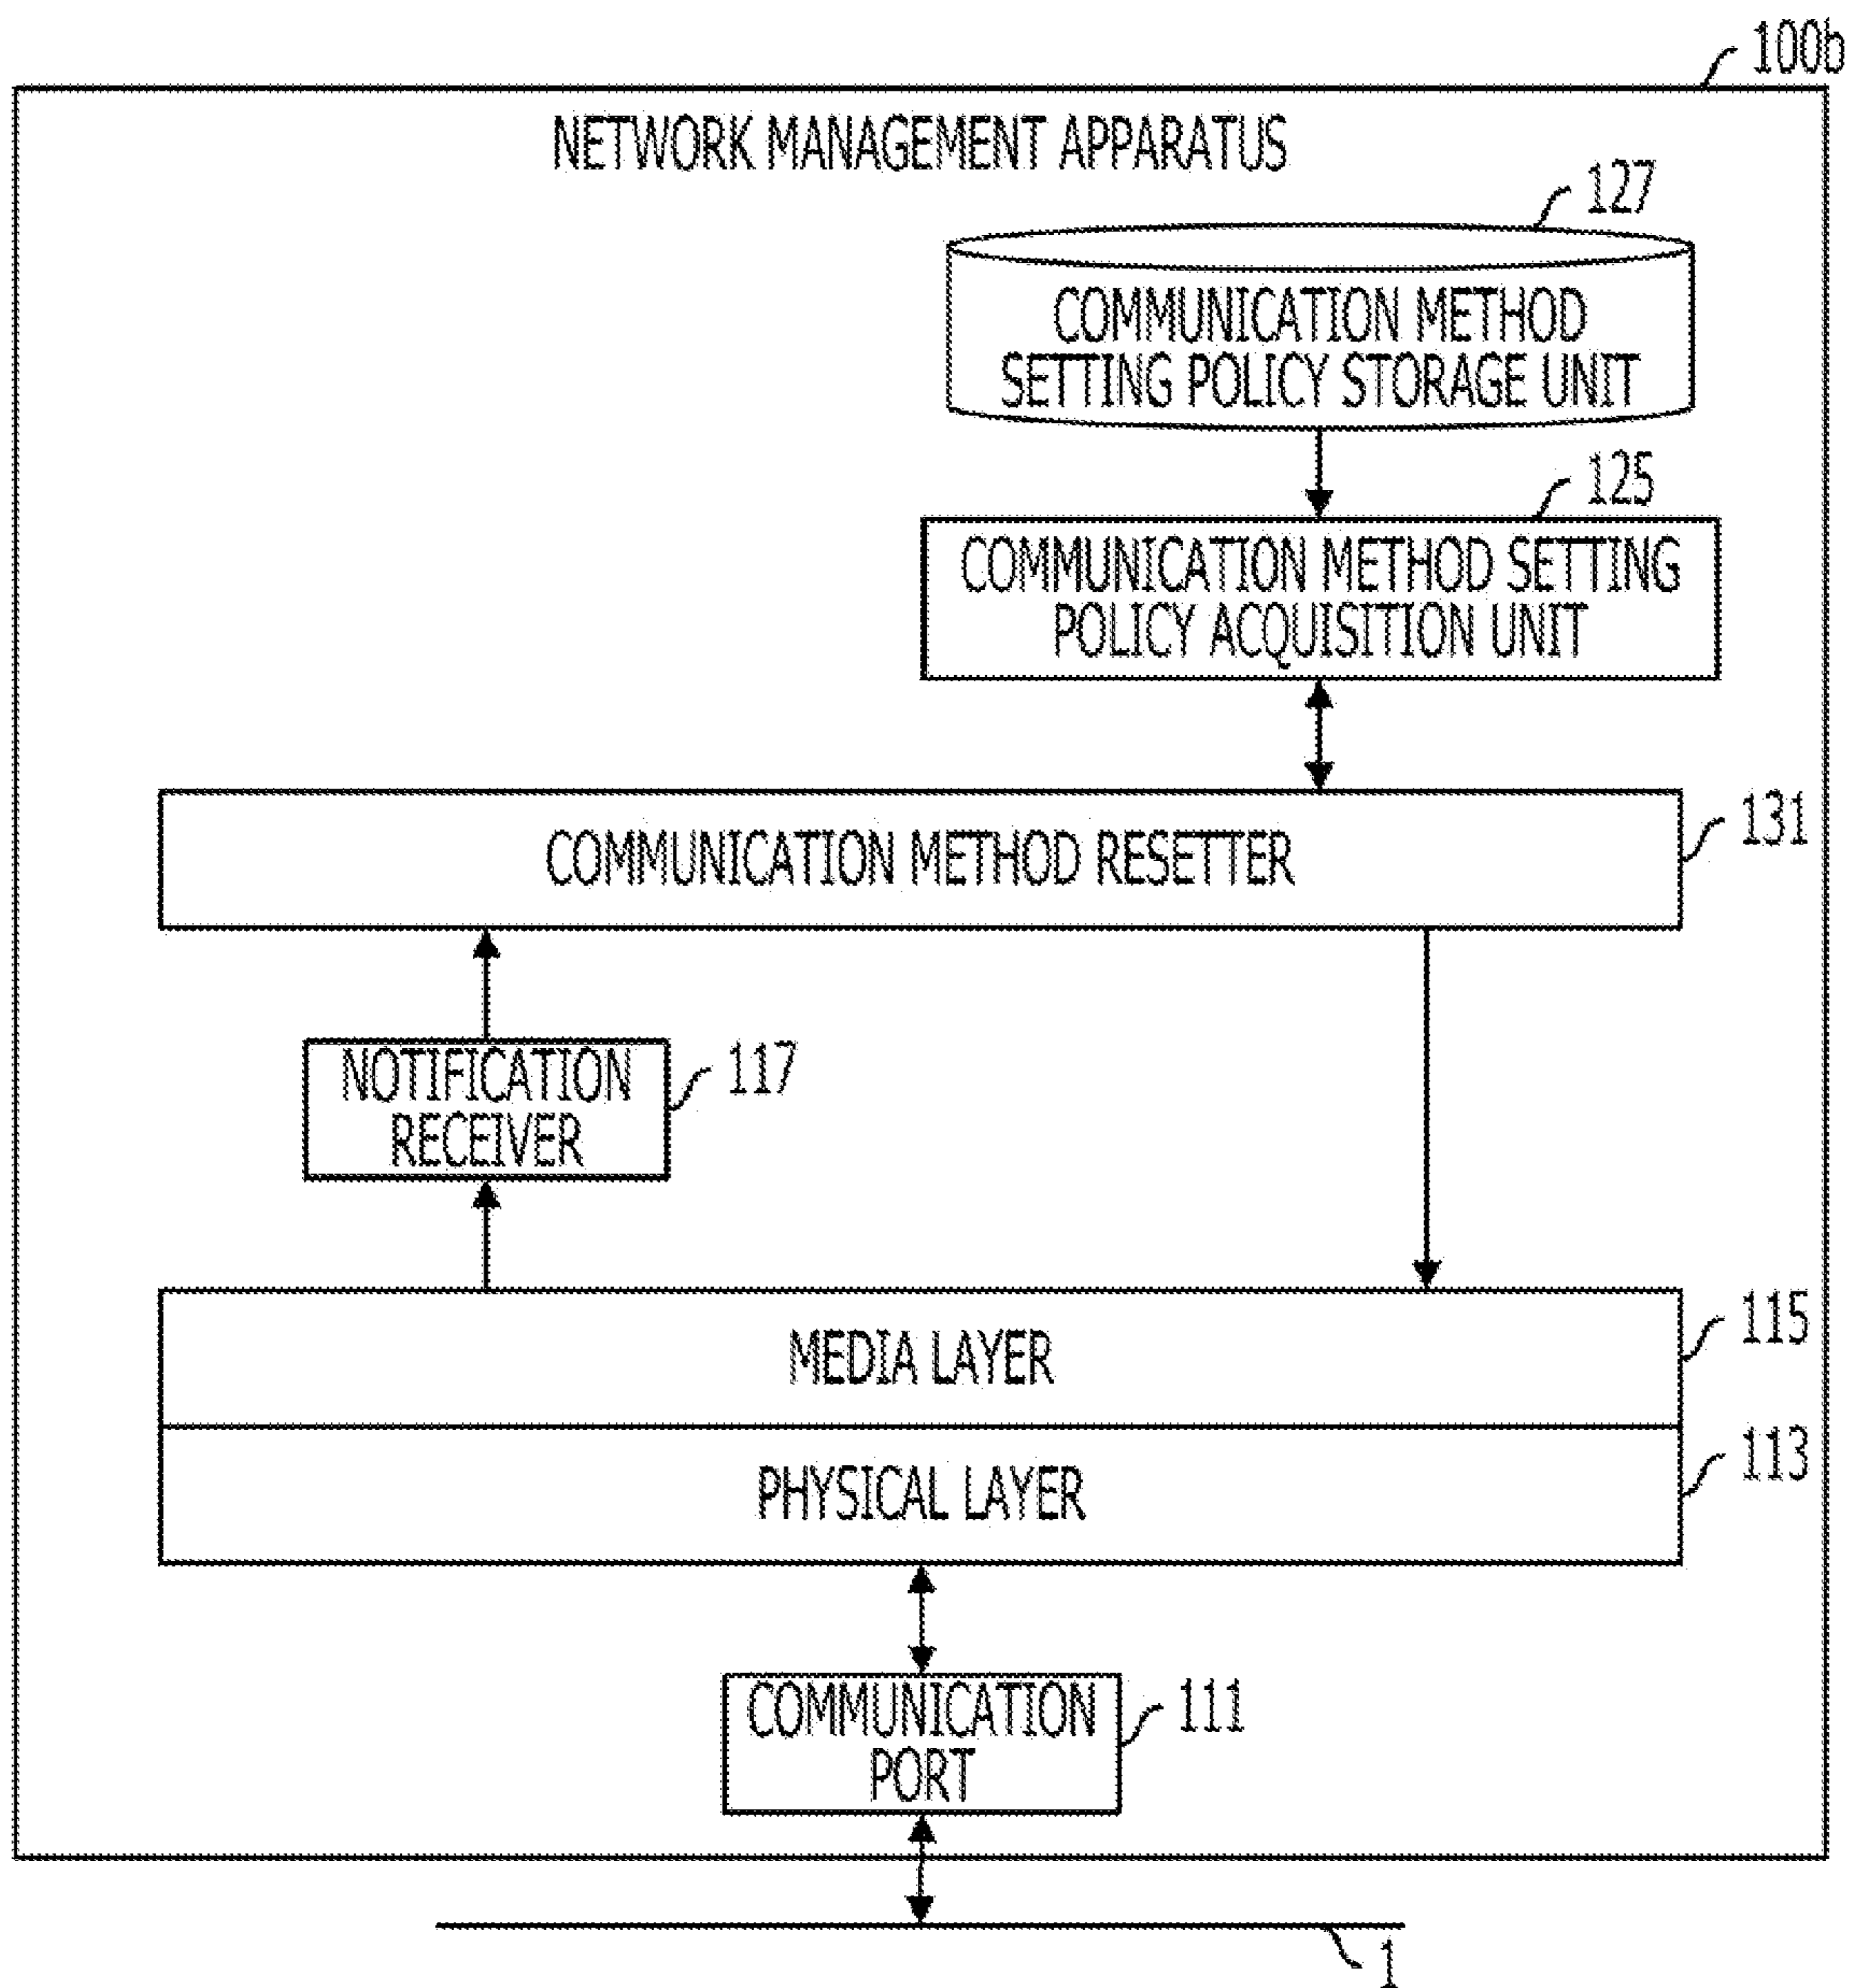 100b
NETWORK MANAGEMENT APPARATUS
127
COMMUNICATION METHOD
SETTING POLICY STORAGE UNIT
125
COMMUNICATION METHOD SETTING
POLICY ACQUISITION UNIT
131
COMMUNICATION METHOD RESETTER
NOTIFICATION
RECEIVER
117
115
MEDIA LAYER
113
PHYSICAL LAYER
COMMUNICATION
PORT
111
1